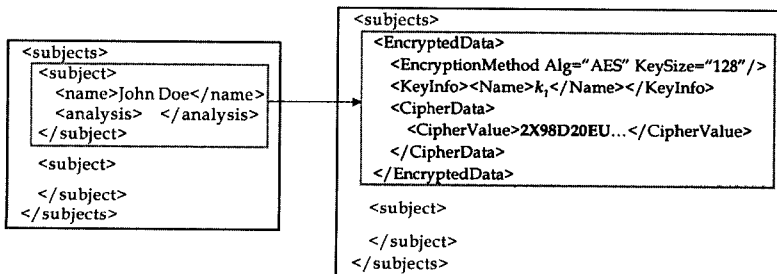 <subjects>
<subject>
<name>John Doe</name>
<analysis> </analysis>
</subject>
<subject>
</subject>
</subjects>
<subjects>
<EncryptedData>
<EncryptionMethod Alg=“AES” KeySize=“128”/>
<KeyInfo><Name>k₁</Name></KeyInfo>
<CipherData>
<CipherValue>2X98D20EU...</CipherValue>
</CipherData>
</EncryptedData>
<subject>
</subject>
</subjects>